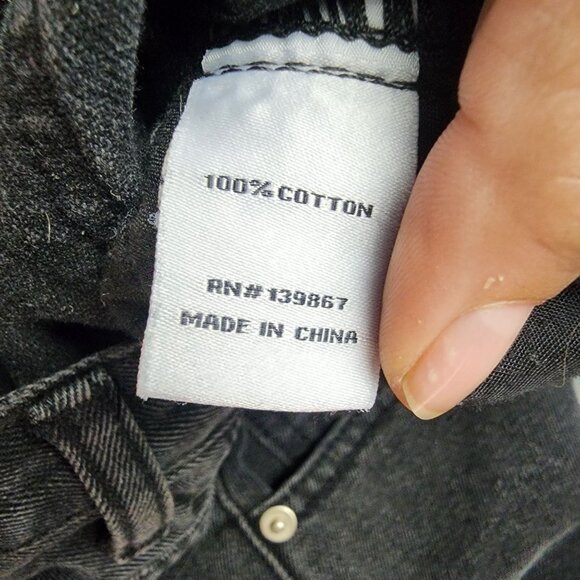 100% COTTON
RN# 139867
MADE IN CHINA